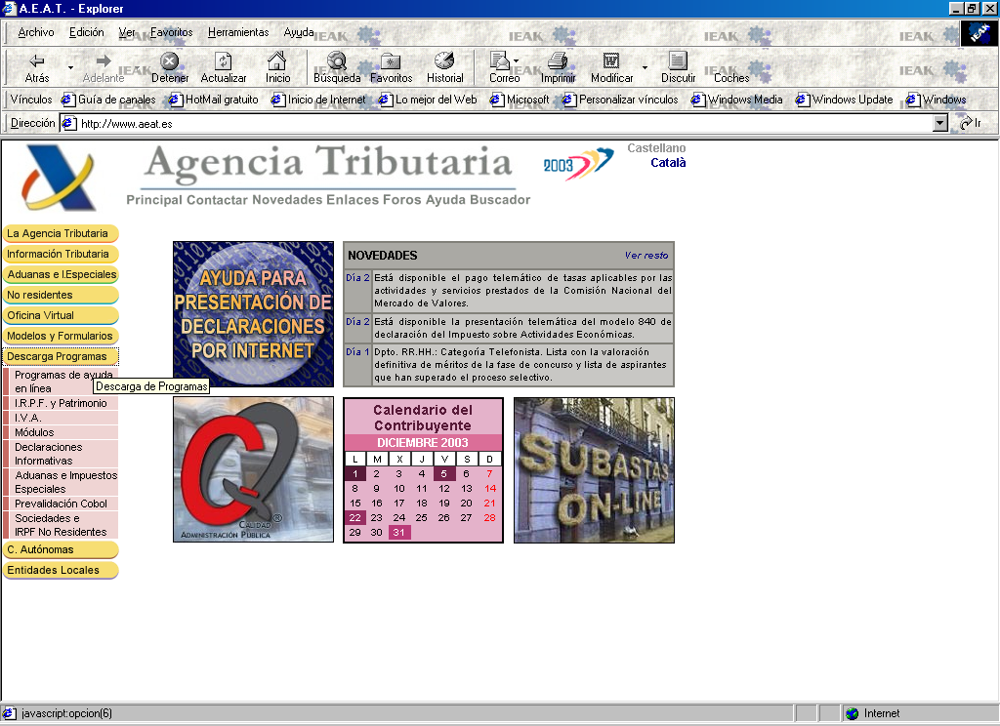 A.E.A.T. - Explorer
Archivo Edición Ver Favoritos Herramientas Ayuda
IEAK IEAK IEAK IEAK
Atrás Adelante Detener Actualizar Inicio Búsqueda Favoritos Historial Correo Imprimir Modificar Discutir Coches
Vínculos Guía de canales HotMail gratuito Inicio de Internet Lo mejor del Web Microsoft Personalizar vínculos Windows Media Windows Update Windows
Dirección http://www.aeat.es Ir
Agencia Tributaria
2003
Castellano
Català
Principal Contactar Novedades Enlaces Foros Ayuda Buscador
La Agencia Tributaria
Información Tributaria
Aduanas e I.Especiales
No residentes
Oficina Virtual
Modelos y Formularios
Descarga Programas
Programas de ayuda
en línea
Descarga de Programas
I.R.P.F. y Patrimonio
I.V.A.
Módulos
Declaraciones
Informativas
Aduanas e Impuestos
Especiales
Prevalidación Cobol
Sociedades e
IRPF No Residentes
C. Autónomas
Entidades Locales
AYUDA PARA
PRESENTACIÓN DE
DECLARACIONES
POR INTERNET
NOVEDADES Ver resto
Día 2 Está disponible el pago telemático de tasas aplicables por las
actividades y servicios prestados de la Comisión Nacional del
Mercado de Valores.
Día 2 Está disponible la presentación telemática del modelo 840 de
declaración del Impuesto sobre Actividades Económicas.
Día 1 Dpto. RR.HH.: Categoría Telefonista. Lista con la valoración
definitiva de méritos de la fase de concurso y lista de aspirantes
que han superado el proceso selectivo.
CALIDAD ®
ADMINISTRACIÓN PÚBLICA
Calendario del
Contribuyente
DICIEMBRE 2003
L M X J V S D
1 2 3 4 5 6 7
8 9 10 11 12 13 14
15 16 17 18 19 20 21
22 23 24 25 26 27 28
29 30 31
SUBASTAS
ON-LINE
javascript:opcion(6) Internet